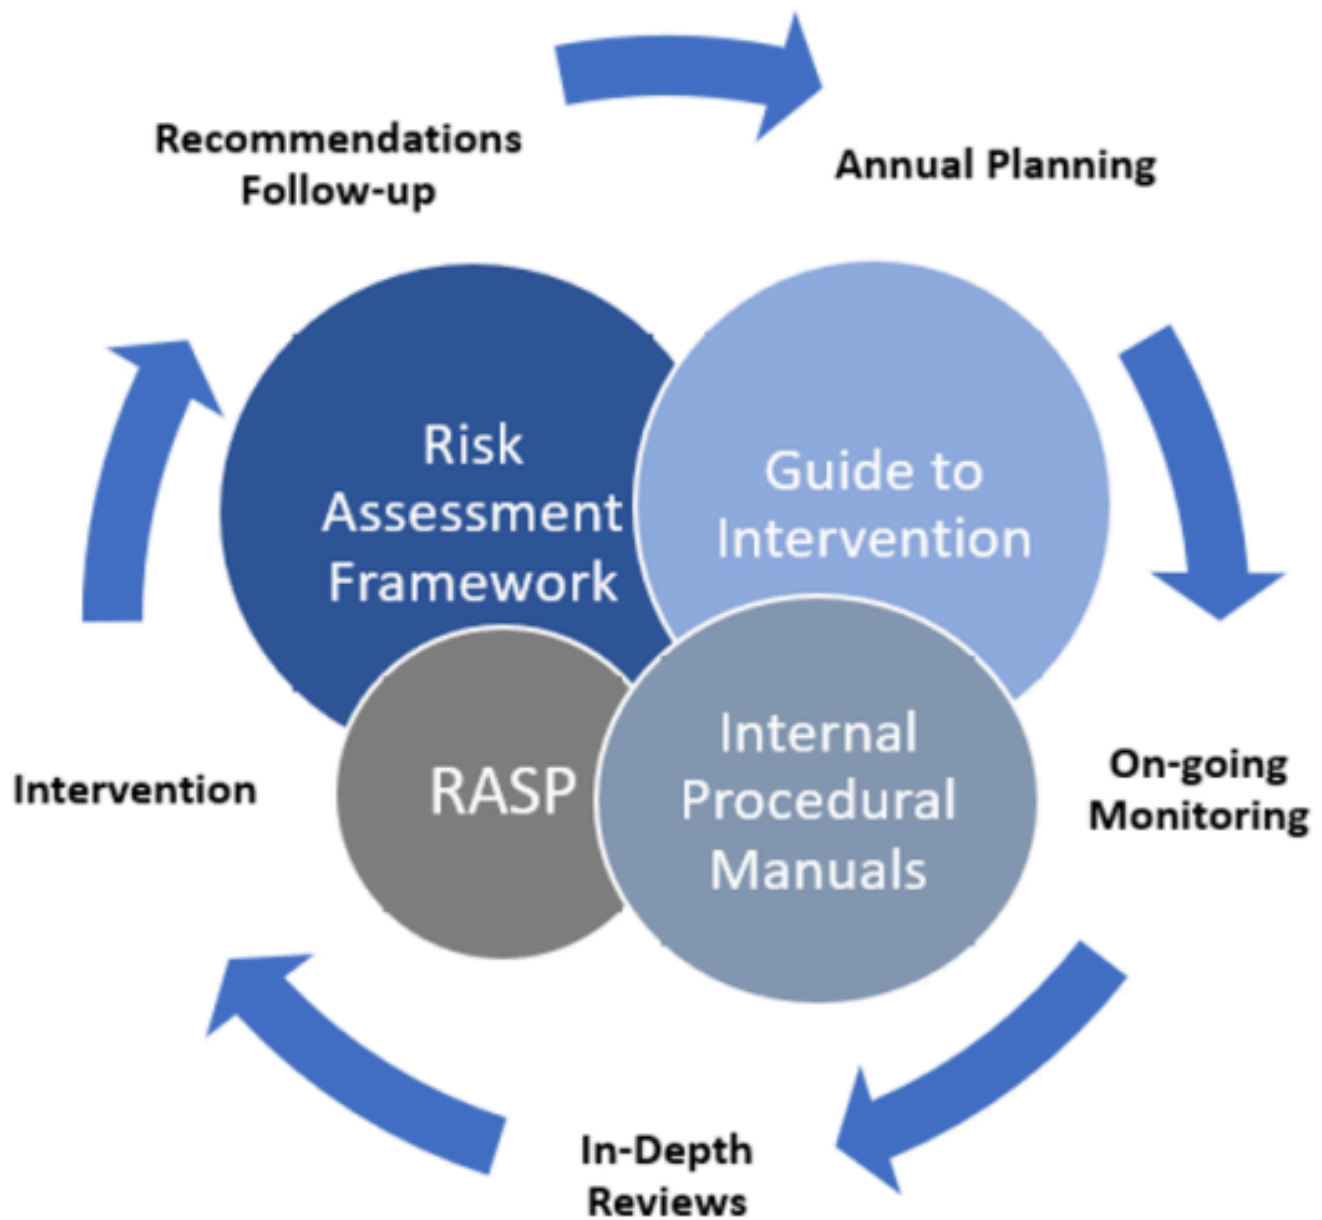 Recommendations
Follow-up
Annual Planning
Risk
Assessment
Framework
Guide to
Intervention
Internal
Procedural
Manuals
RASP
Intervention
On-going
Monitoring
In-Depth
Reviews